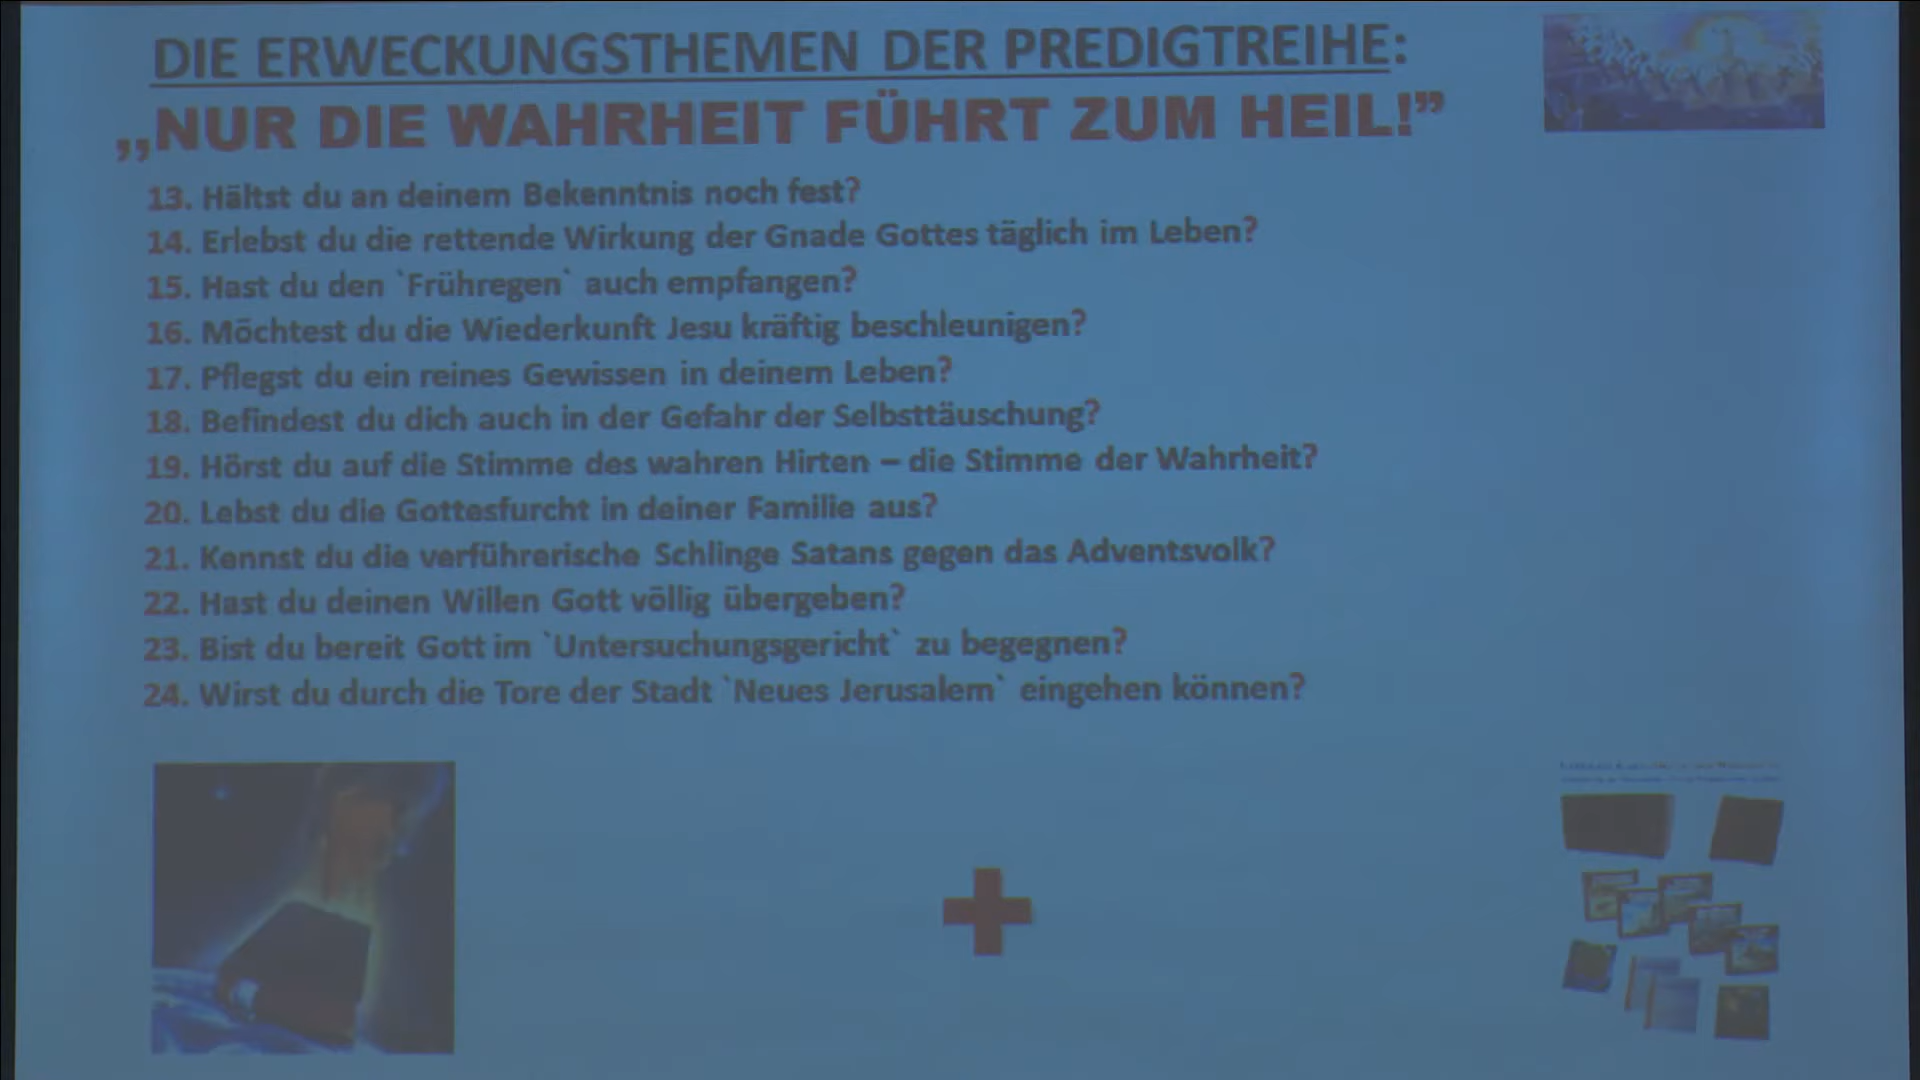 DIE ERWECKUNGSTHEMEN DER PREDIGTREIHE:
,,NUR DIE WAHRHEIT FÜHRT ZUM HEIL!”
13. Hältst du an deinem Bekenntnis noch fest?
14. Erlebst du die rettende Wirkung der Gnade Gottes täglich im Leben?
15. Hast du den `Frühregen` auch empfangen?
16. Möchtest du die Wiederkunft Jesu kräftig beschleunigen?
17. Pflegst du ein reines Gewissen in deinem Leben?
18. Befindest du dich auch in der Gefahr der Selbsttäuschung?
19. Hörst du auf die Stimme des wahren Hirten – die Stimme der Wahrheit?
20. Lebst du die Gottesfurcht in deiner Familie aus?
21. Kennst du die verführerische Schlinge Satans gegen das Adventsvolk?
22. Hast du deinen Willen Gott völlig übergeben?
23. Bist du bereit Gott im `Untersuchungsgericht` zu begegnen?
24. Wirst du durch die Tore der Stadt `Neues Jerusalem` eingehen können?